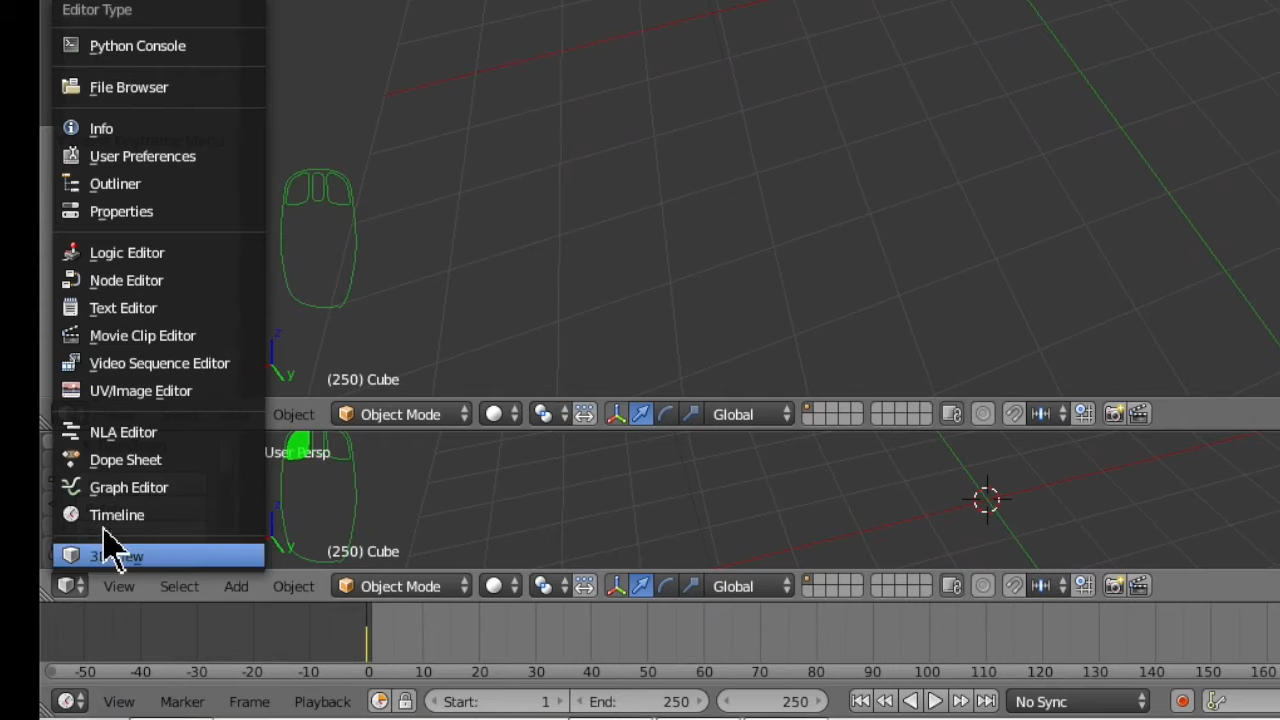 Editor Type
Python Console
File Browser
Info
User Preferences
Outliner
Properties
Logic Editor
Node Editor
Text Editor
Movie Clip Editor
Video Sequence Editor
UV/Image Editor
NLA Editor
Dope Sheet
Graph Editor
Timeline
z
y
(250) Cube
Object Object Mode Global
User Persp
z
y
(250) Cube
View Select Add Object Object Mode Global
-50 -40 -30 -20 -10 0 10 20 30 40 50 60 70 80 90 100 110 120 130 140 150 160
View Marker Frame Playback Start: 1 End: 250 250 No Sync